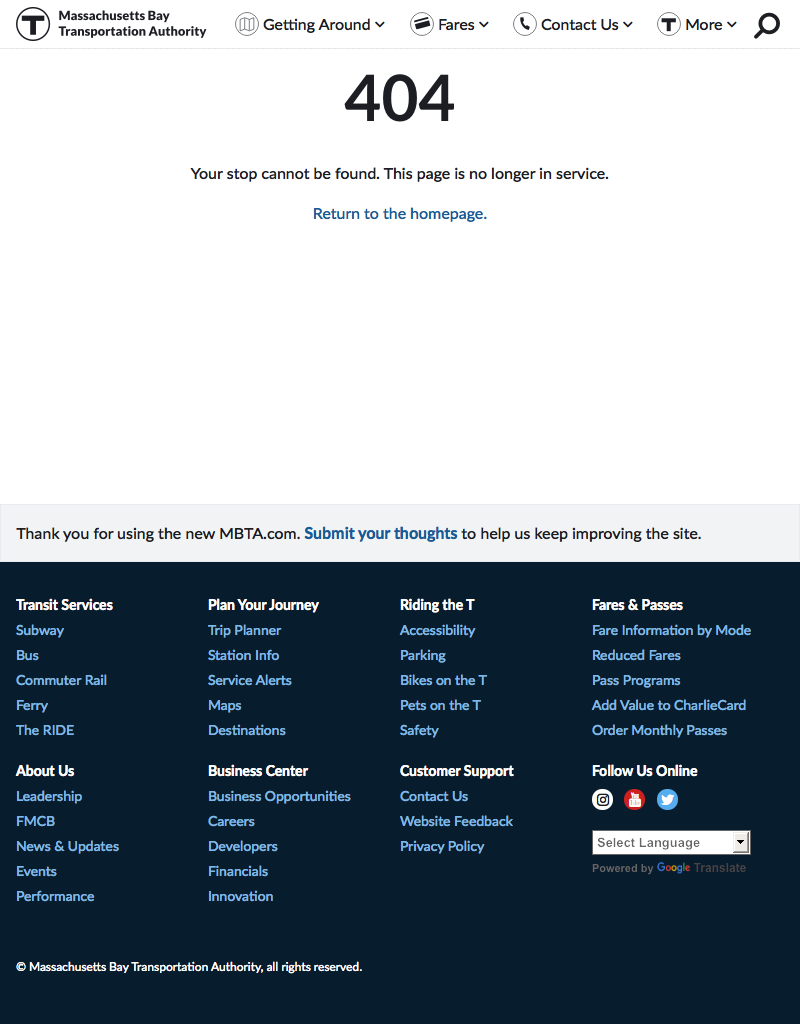 Massachusetts Bay
Transportation Authority
Getting Around
Fares
Contact Us
More
404
Your stop cannot be found. This page is no longer in service.
Return to the homepage.
Thank you for using the new MBTA.com. Submit your thoughts to help us keep improving the site.
Transit Services
Subway
Bus
Commuter Rail
Ferry
The RIDE
Plan Your Journey
Trip Planner
Station Info
Service Alerts
Maps
Destinations
Riding the T
Accessibility
Parking
Bikes on the T
Pets on the T
Safety
Fares & Passes
Fare Information by Mode
Reduced Fares
Pass Programs
Add Value to CharlieCard
Order Monthly Passes
About Us
Leadership
FMCB
News & Updates
Events
Performance
Business Center
Business Opportunities
Careers
Developers
Financials
Innovation
Customer Support
Contact Us
Website Feedback
Privacy Policy
Follow Us Online
Select Language
Powered by Google Translate
© Massachusetts Bay Transportation Authority, all rights reserved.